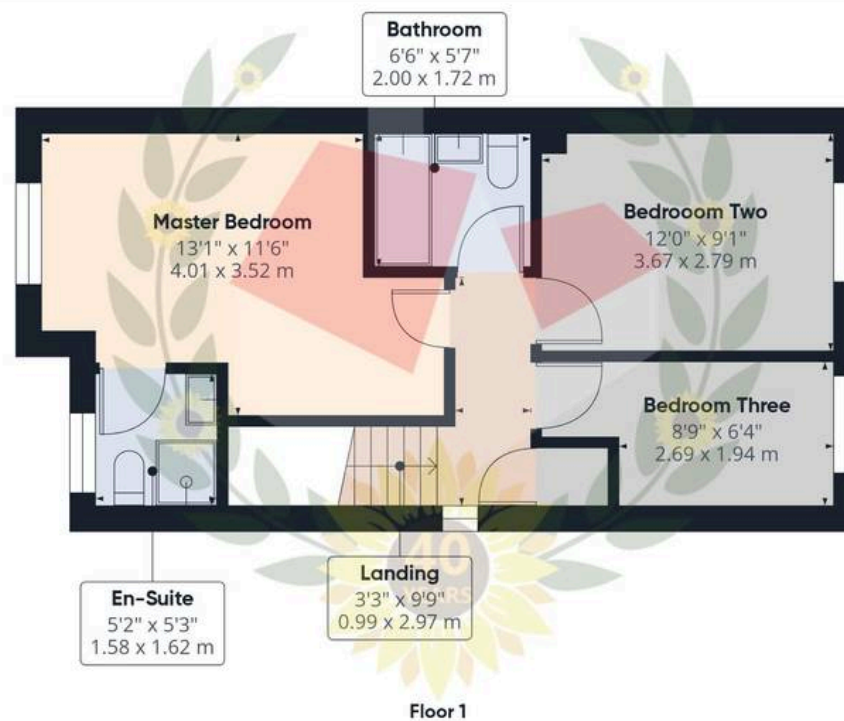 Bathroom
6'6" x 5'7"
2.00 x 1.72 m
Master Bedroom
13'1" x 11'6"
4.01 x 3.52 m
Bedrooom Two
12'0" x 9'1"
3.67 x 2.79 m
Bedroom Three
8'9" x 6'4"
2.69 x 1.94 m
En-Suite
5'2" x 5'3"
1.58 x 1.62 m
Landing
3'3" x 9'9"
0.99 x 2.97 m
40
YEARS
Floor 1